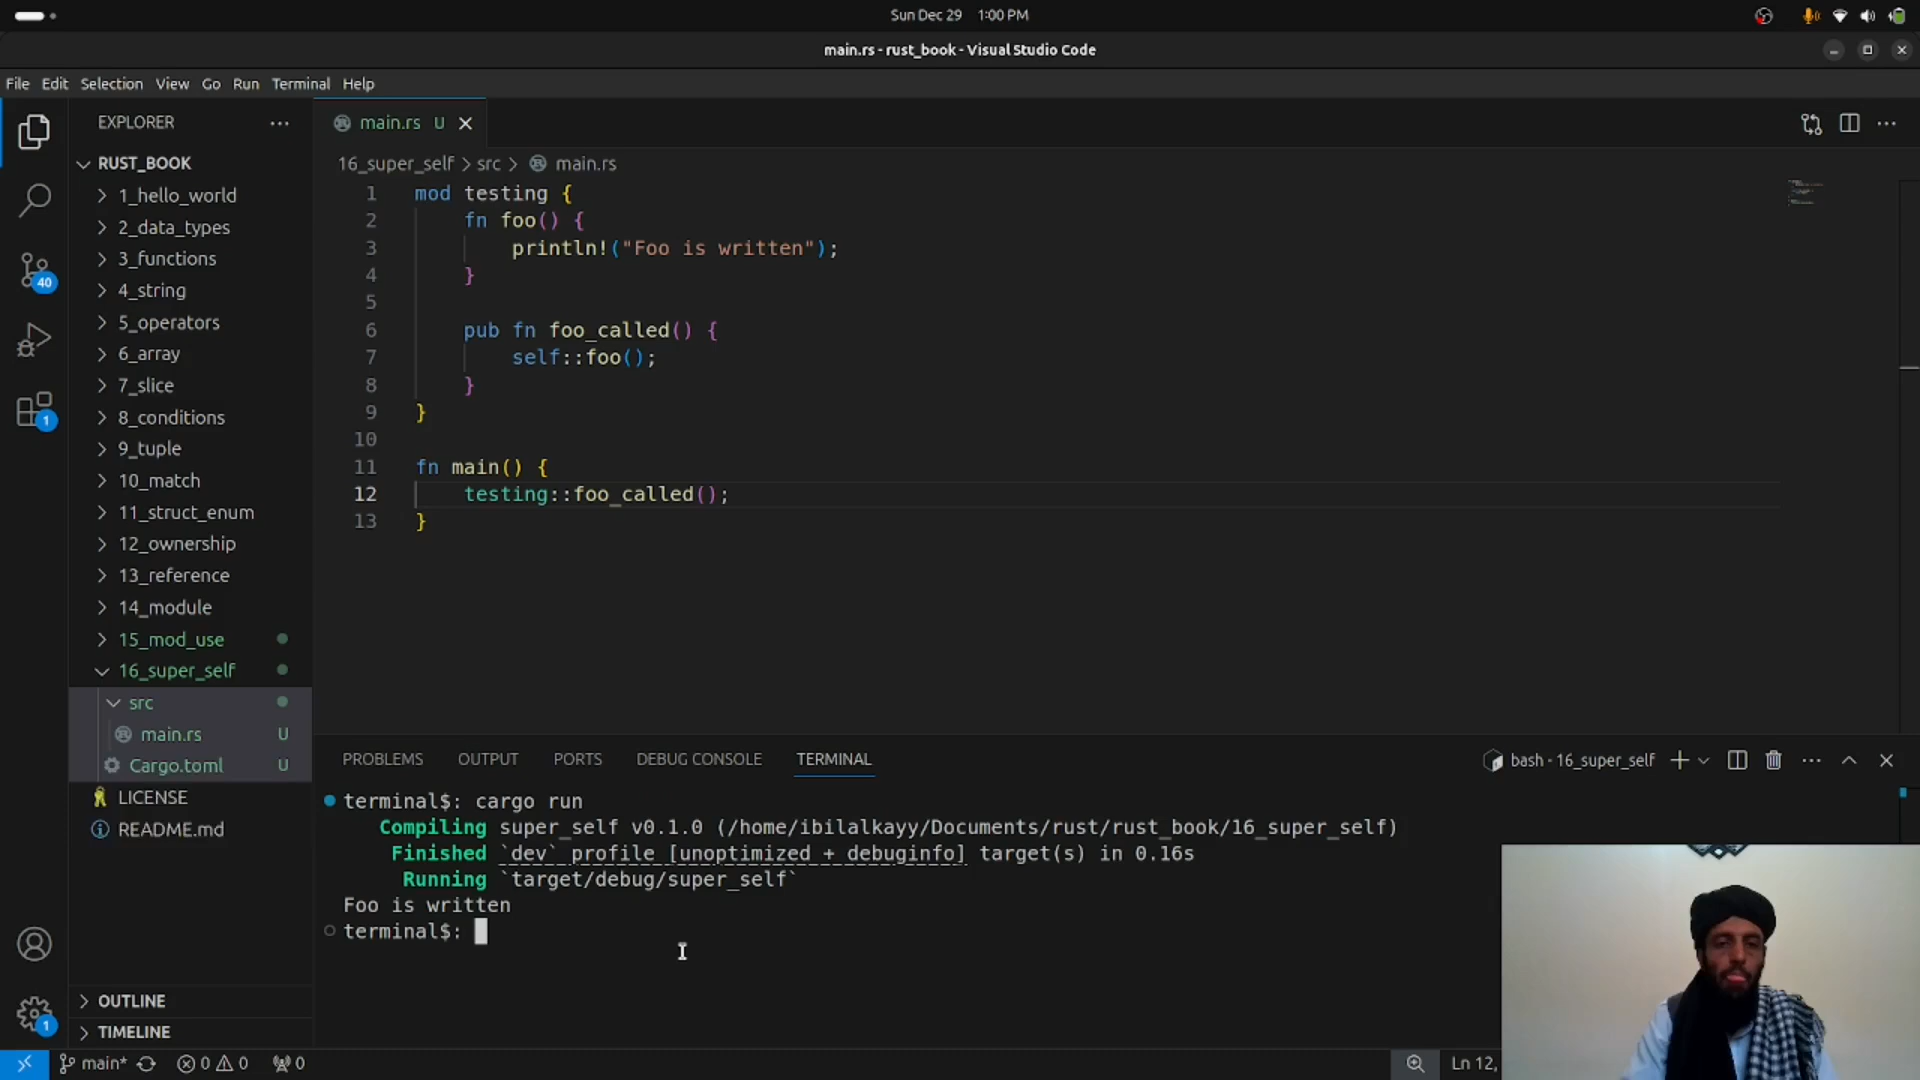 Sun Dec 29 1:00 PM
main.rs - rust_book - Visual Studio Code
File Edit Selection View Go Run Terminal Help
EXPLORER
main.rs U
RUST_BOOK
16_super_self > src > main.rs
1_hello_world
2_data_types
3_functions
4_string
5_operators
6_array
7_slice
8_conditions
9_tuple
10_match
11_struct_enum
12_ownership
13_reference
14_module
15_mod_use
16_super_self
src
main.rs U
Cargo.toml U
LICENSE
README.md
OUTLINE
TIMELINE
40
1
1
1 mod testing {
2 fn foo() {
3 println!("Foo is written");
4 }
5
6 pub fn foo_called() {
7 self::foo();
8 }
9 }
10
11 fn main() {
12 testing::foo_called();
13 }
PROBLEMS OUTPUT PORTS DEBUG CONSOLE TERMINAL
bash - 16_super_self
terminal$: cargo run
Compiling super_self v0.1.0 (/home/ibilalkayy/Documents/rust/rust_book/16_super_self)
Finished `dev` profile [unoptimized + debuginfo] target(s) in 0.16s
Running `target/debug/super_self`
Foo is written
terminal$:
main* 0 0 0
Ln 12,